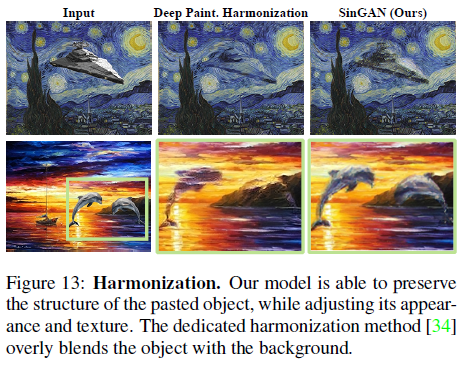 Input Deep Paint. Harmonization SinGAN (Ours)
Figure 13: Harmonization. Our model is able to preserve
the structure of the pasted object, while adjusting its appear-
ance and texture. The dedicated harmonization method [34]
overly blends the object with the background.